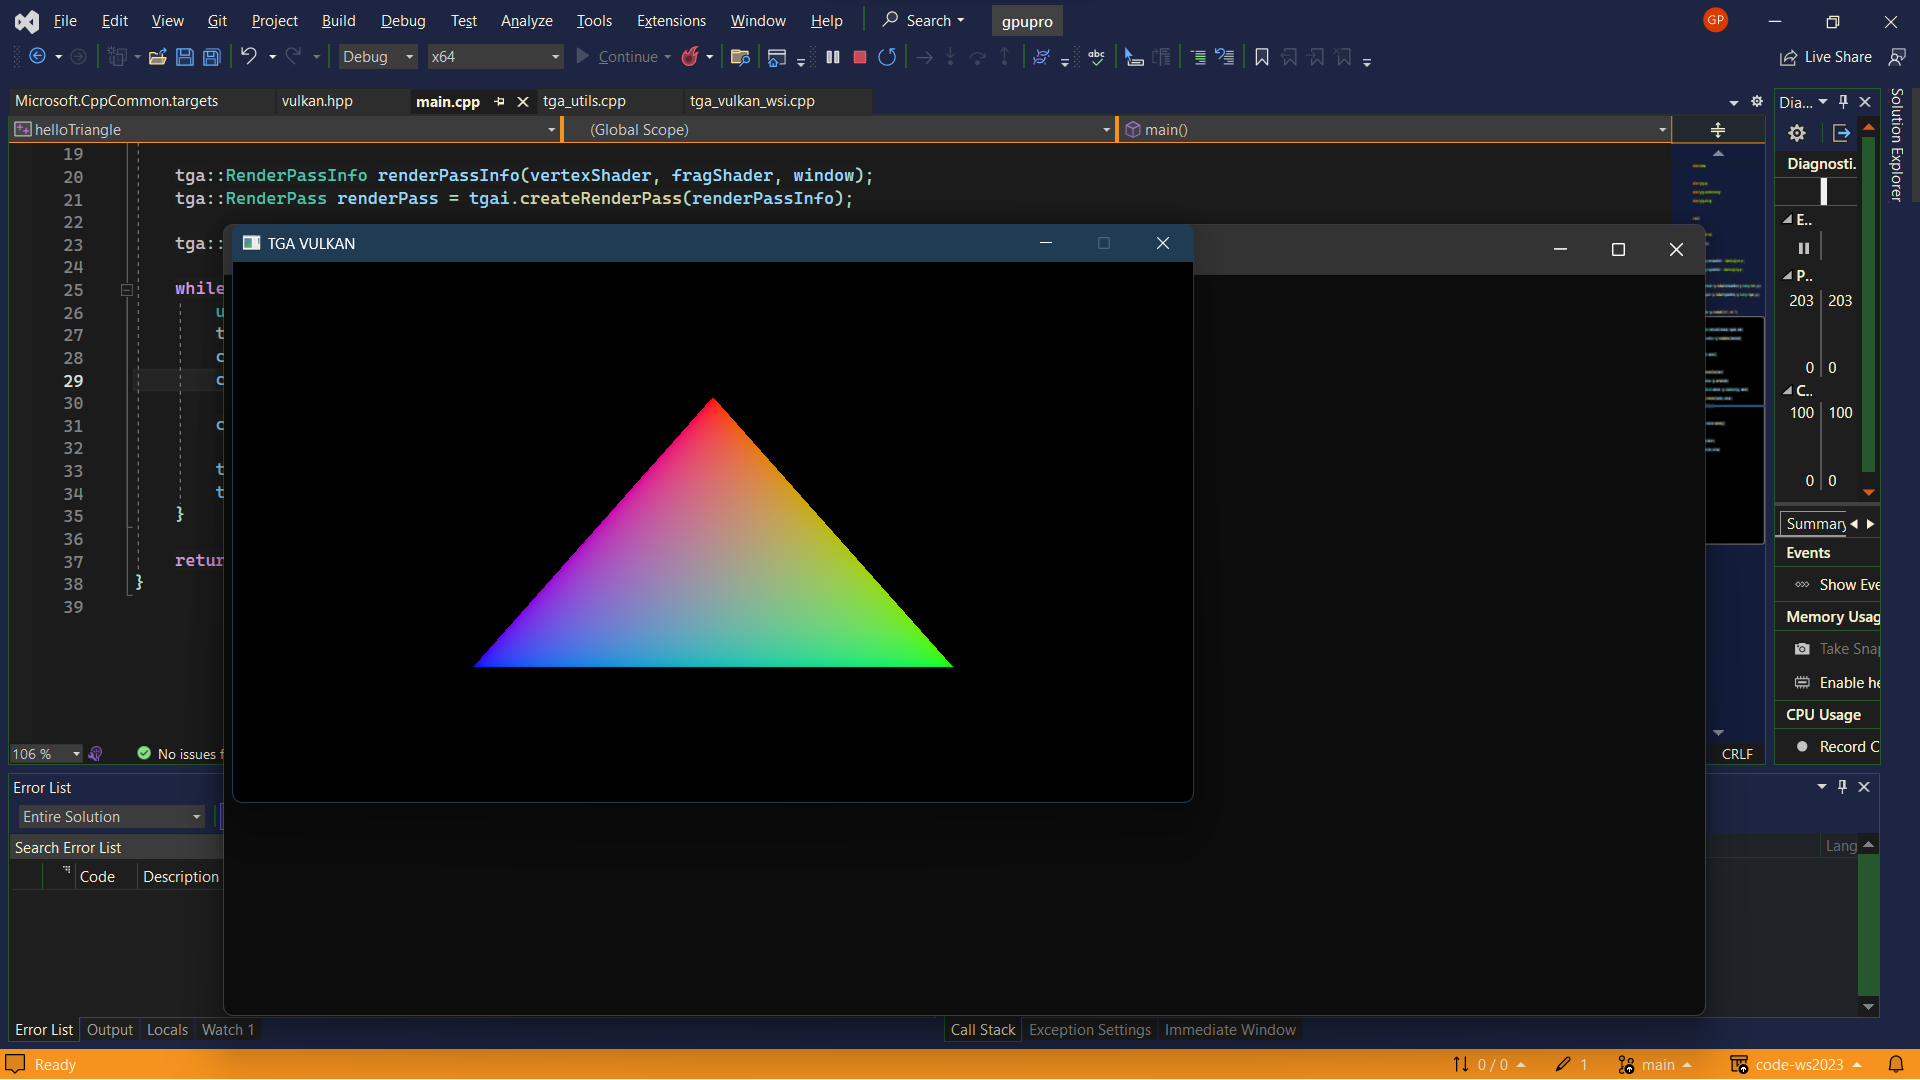 File Edit View Git Project Build Debug Test Analyze Tools Extensions Window Help Search gpupro GP
Debug x64 Continue Live Share
Microsoft.CppCommon.targets vulkan.hpp main.cpp tga_utils.cpp tga_vulkan_wsi.cpp
helloTriangle (Global Scope) main()
19
20 tga::RenderPassInfo renderPassInfo(vertexShader, fragShader, window);
21 tga::RenderPass renderPass = tgai.createRenderPass(renderPassInfo);
22
23 tga::
24
25 while
26 u
27 t
28 c
29 c
30
31 c
32
33 t
34 t
35 }
36
37 retur
38 }
39
TGA VULKAN
106 % No issues f
CRLF
Dia...
Diagnosti.
E..
P..
203 203
0 0
C..
100 100
0 0
Summary
Events
Show Eve
Memory Usag
Take Snap
Enable he
CPU Usage
Record C
Solution Explorer
Error List
Entire Solution
Search Error List
Code Description
Lang
Error List Output Locals Watch 1
Call Stack Exception Settings Immediate Window
Ready 0 / 0 1 main code-ws2023